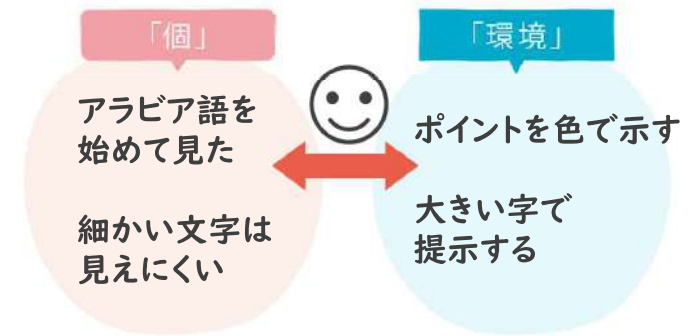 「個」
アラビア語を
始めて見た
細かい文字は
見えにくい
「環境」
ポイントを色で示す
大きい字で
提示する